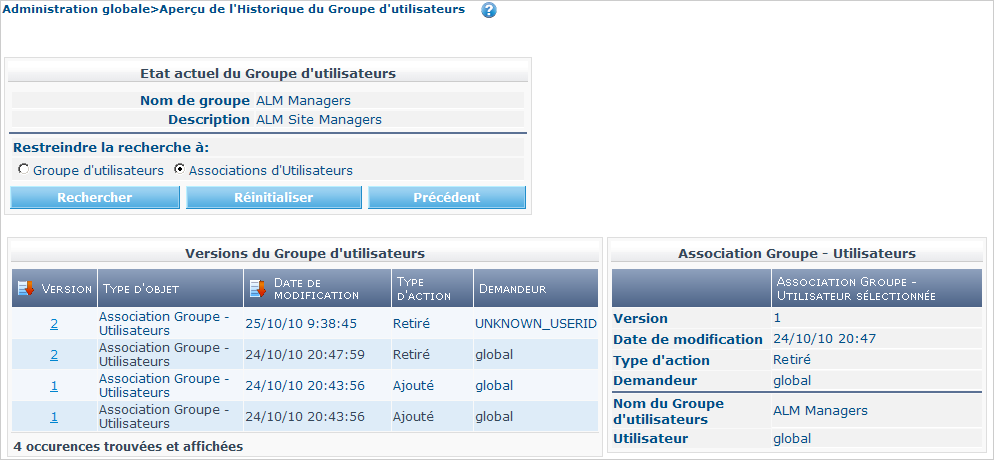 Administration globale>Aperçu de l'Historique du Groupe d'utilisateurs ?
Etat actuel du Groupe d'utilisateurs
Nom de groupe ALM Managers
Description ALM Site Managers
Restreindre la recherche à:
Groupe d'utilisateurs Associations d'Utilisateurs
Rechercher Réinitialiser Précédent
Versions du Groupe d'utilisateurs
Version Type d'objet Date de modification Type d'action Demandeur
2 Association Groupe - Utilisateurs 25/10/10 9:38:45 Retiré UNKNOWN_USERID
2 Association Groupe - Utilisateurs 24/10/10 20:47:59 Retiré global
1 Association Groupe - Utilisateurs 24/10/10 20:43:56 Ajouté global
1 Association Groupe - Utilisateurs 24/10/10 20:43:56 Ajouté global
4 occurences trouvées et affichées
Association Groupe - Utilisateurs
Association Groupe - Utilisateur sélectionnée
Version 1
Date de modification 24/10/10 20:47
Type d'action Retiré
Demandeur global
Nom du Groupe d'utilisateurs ALM Managers
Utilisateur global